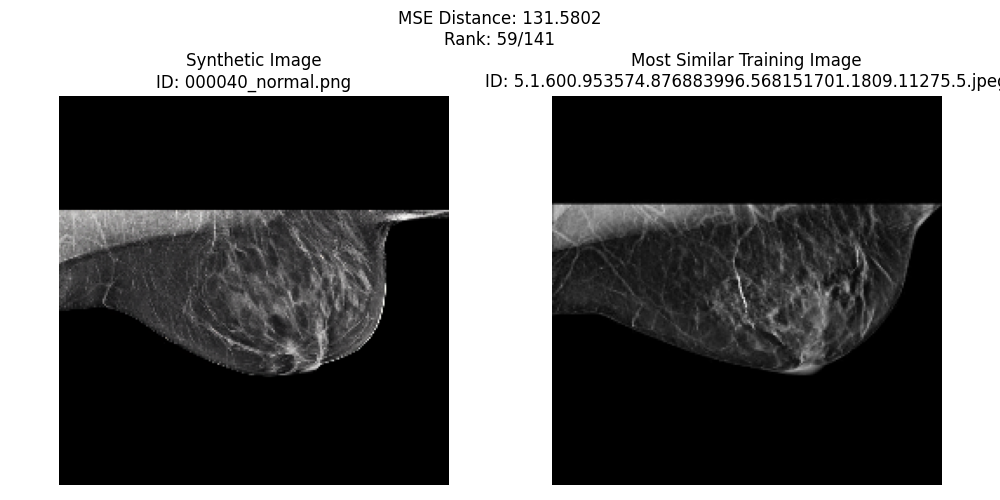 MSE Distance: 131.5802
Rank: 59/141
Synthetic Image
ID: 000040_normal.png
Most Similar Training Image
ID: 5.1.600.953574.876883996.568151701.1809.11275.5.jpeg